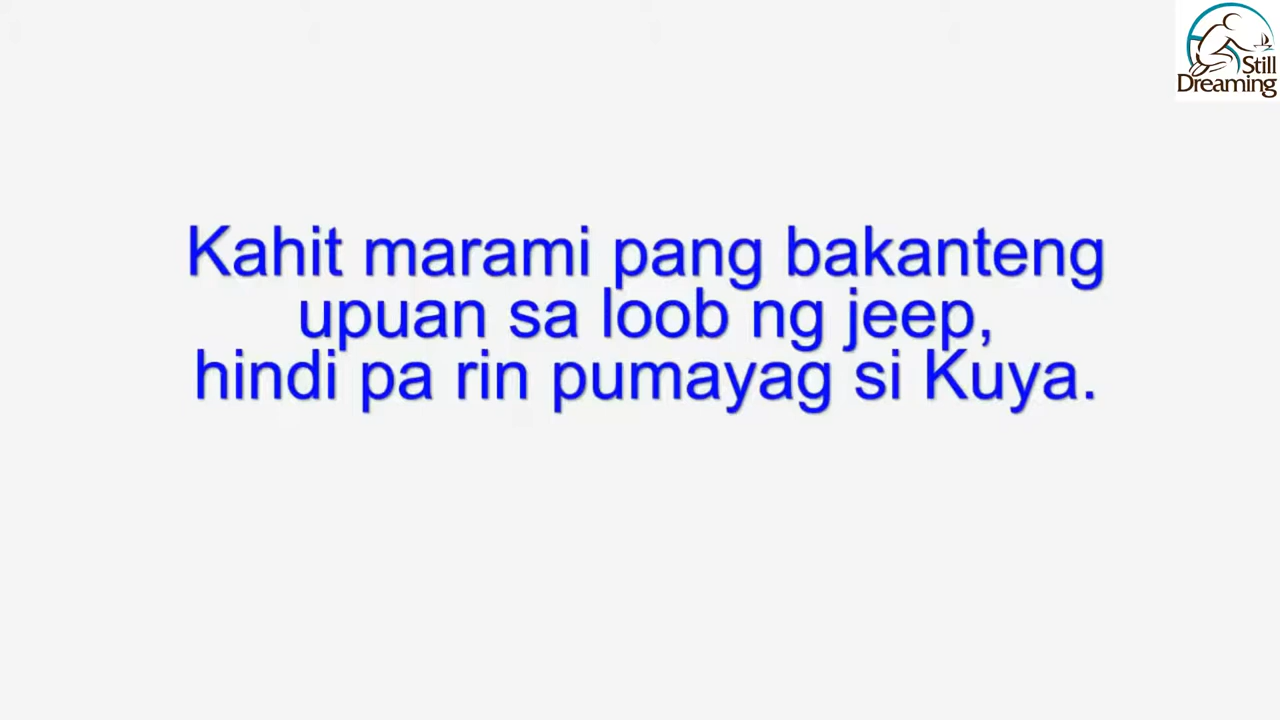 Still
Dreaming
Kahit marami pang bakanteng
upuan sa loob ng jeep,
hindi pa rin pumayag si Kuya.